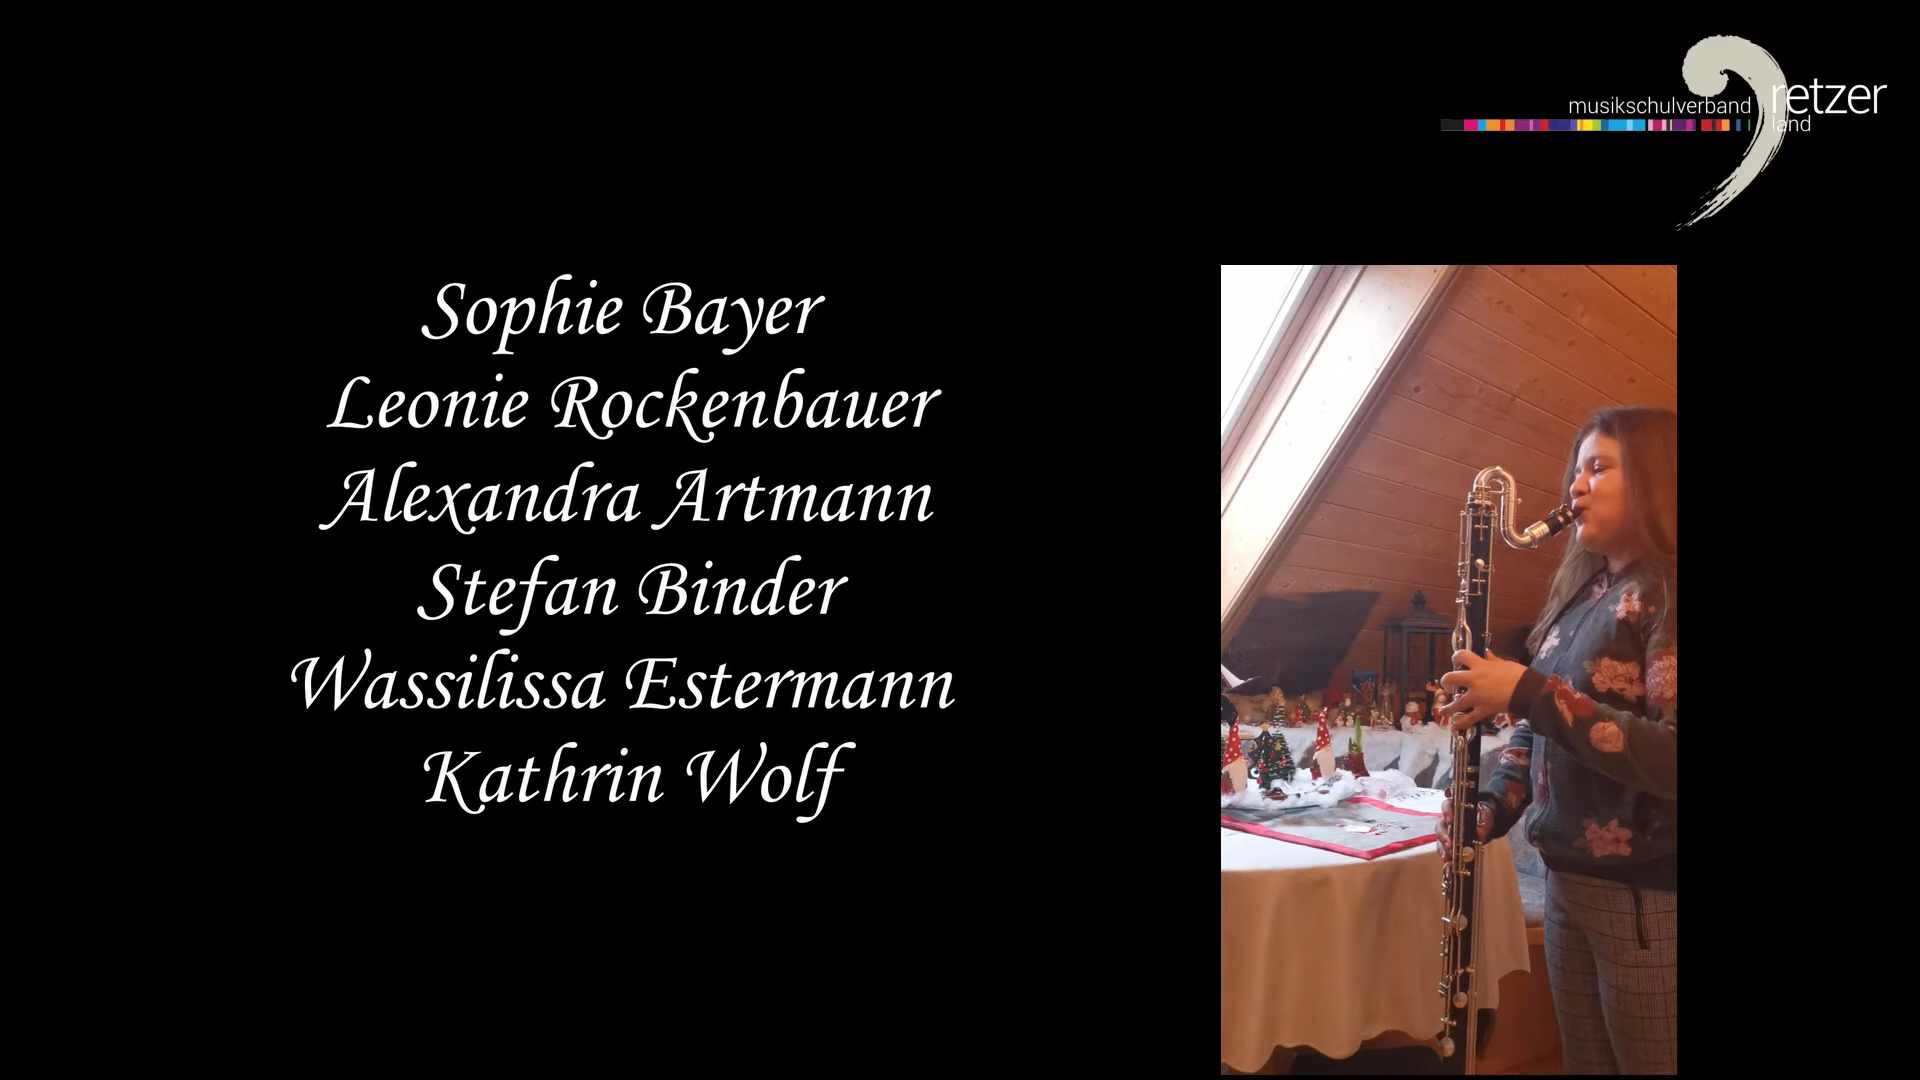 musikschulverband
retzer
land
Sophie Bayer
Leonie Rockenbauer
Alexandra Artmann
Stefan Binder
Wassilissa Estermann
Kathrin Wolf